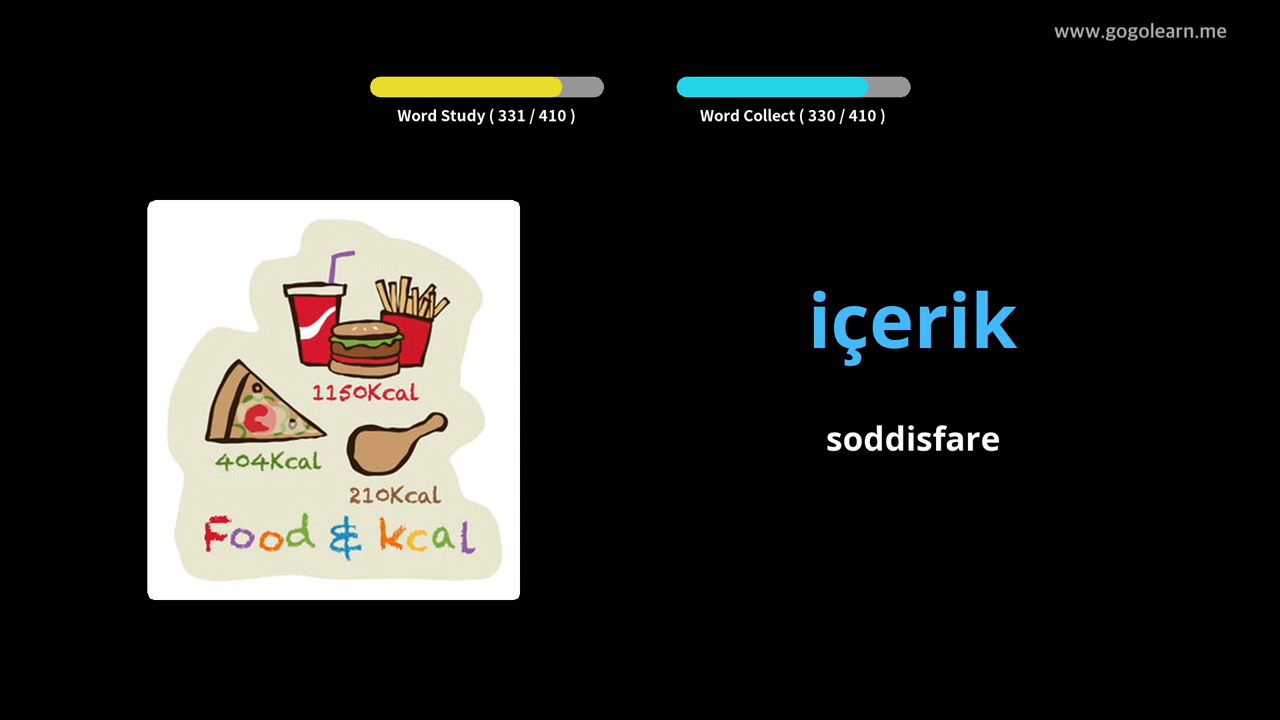 www.gogolearn.me
Word Study ( 331 / 410 )
Word Collect ( 330 / 410 )
1150Kcal
404Kcal
210Kcal
Food & kcal
içerik
soddisfare